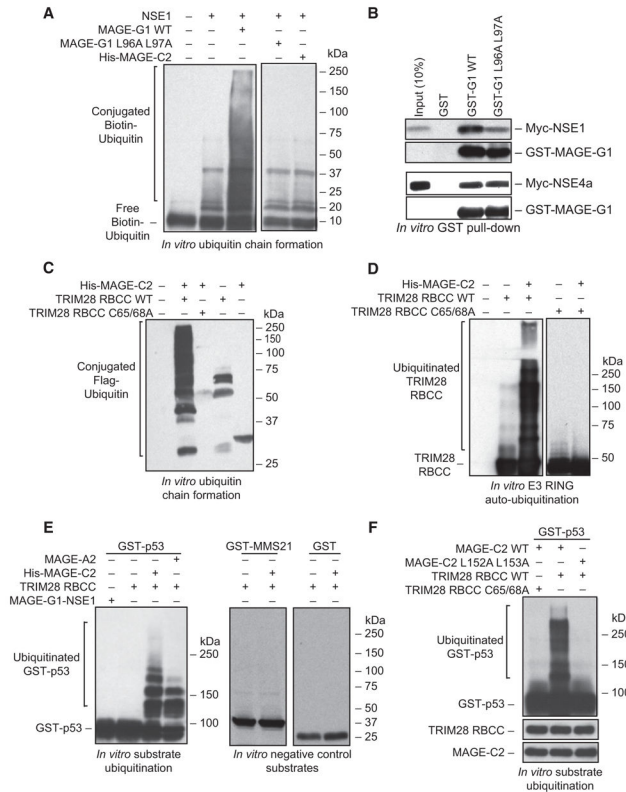 A
NSE1 – + + + +
MAGE-G1 WT – – + – –
MAGE-G1 L96A L97A – – – + –
His-MAGE-C2 – – – – +
kDa
Conjugated
Biotin-
Ubiquitin
Free
Biotin-
Ubiquitin
– 250
– 150
– 100
– 75
– 50
– 37
– 25
– 20
– 10
In vitro ubiquitin chain formation
B
Input (10%)
GST
GST-G1 WT
GST-G1 L96A L97A
– Myc-NSE1
– GST-MAGE-G1
– Myc-NSE4a
– GST-MAGE-G1
In vitro GST pull-down
C
His-MAGE-C2 – + + – +
TRIM28 RBCC WT – + – + –
TRIM28 RBCC C65/68A – – + – –
kDa
Conjugated
Flag-
Ubiquitin
– 250
– 150
– 100
– 75
– 50
– 37
– 25
In vitro ubiquitin
chain formation
D
His-MAGE-C2 – – + – +
TRIM28 RBCC WT – + + – –
TRIM28 RBCC C65/68A – – – + +
Ubiquitinated
TRIM28
RBCC
TRIM28 –
RBCC
kDa
– 250
– 150
– 100
– 75
– 50
In vitro E3 RING
auto-ubiquitination
E
GST-p53
GST-MMS21
GST
MAGE-A2 – – – + – – – –
His-MAGE-C2 – – + – – + – +
TRIM28 RBCC – + + + + + + +
MAGE-G1-NSE1 + – – – – – – –
Ubiquitinated
GST-p53
GST-p53 –
kDa
– 250
– 150
– 100
kDa
– 250
– 150
– 100
– 75
– 50
– 37
– 25
In vitro substrate
ubiquitination
In vitro negative control
substrates
F
GST-p53
MAGE-C2 WT + + –
MAGE-C2 L152A L153A – – +
TRIM28 RBCC WT – + +
TRIM28 RBCC C65/68A + – –
Ubiquitinated
GST-p53
GST-p53 –
– 250
– 150
TRIM28 RBCC –
MAGE-C2 –
In vitro substrate
ubiquitination